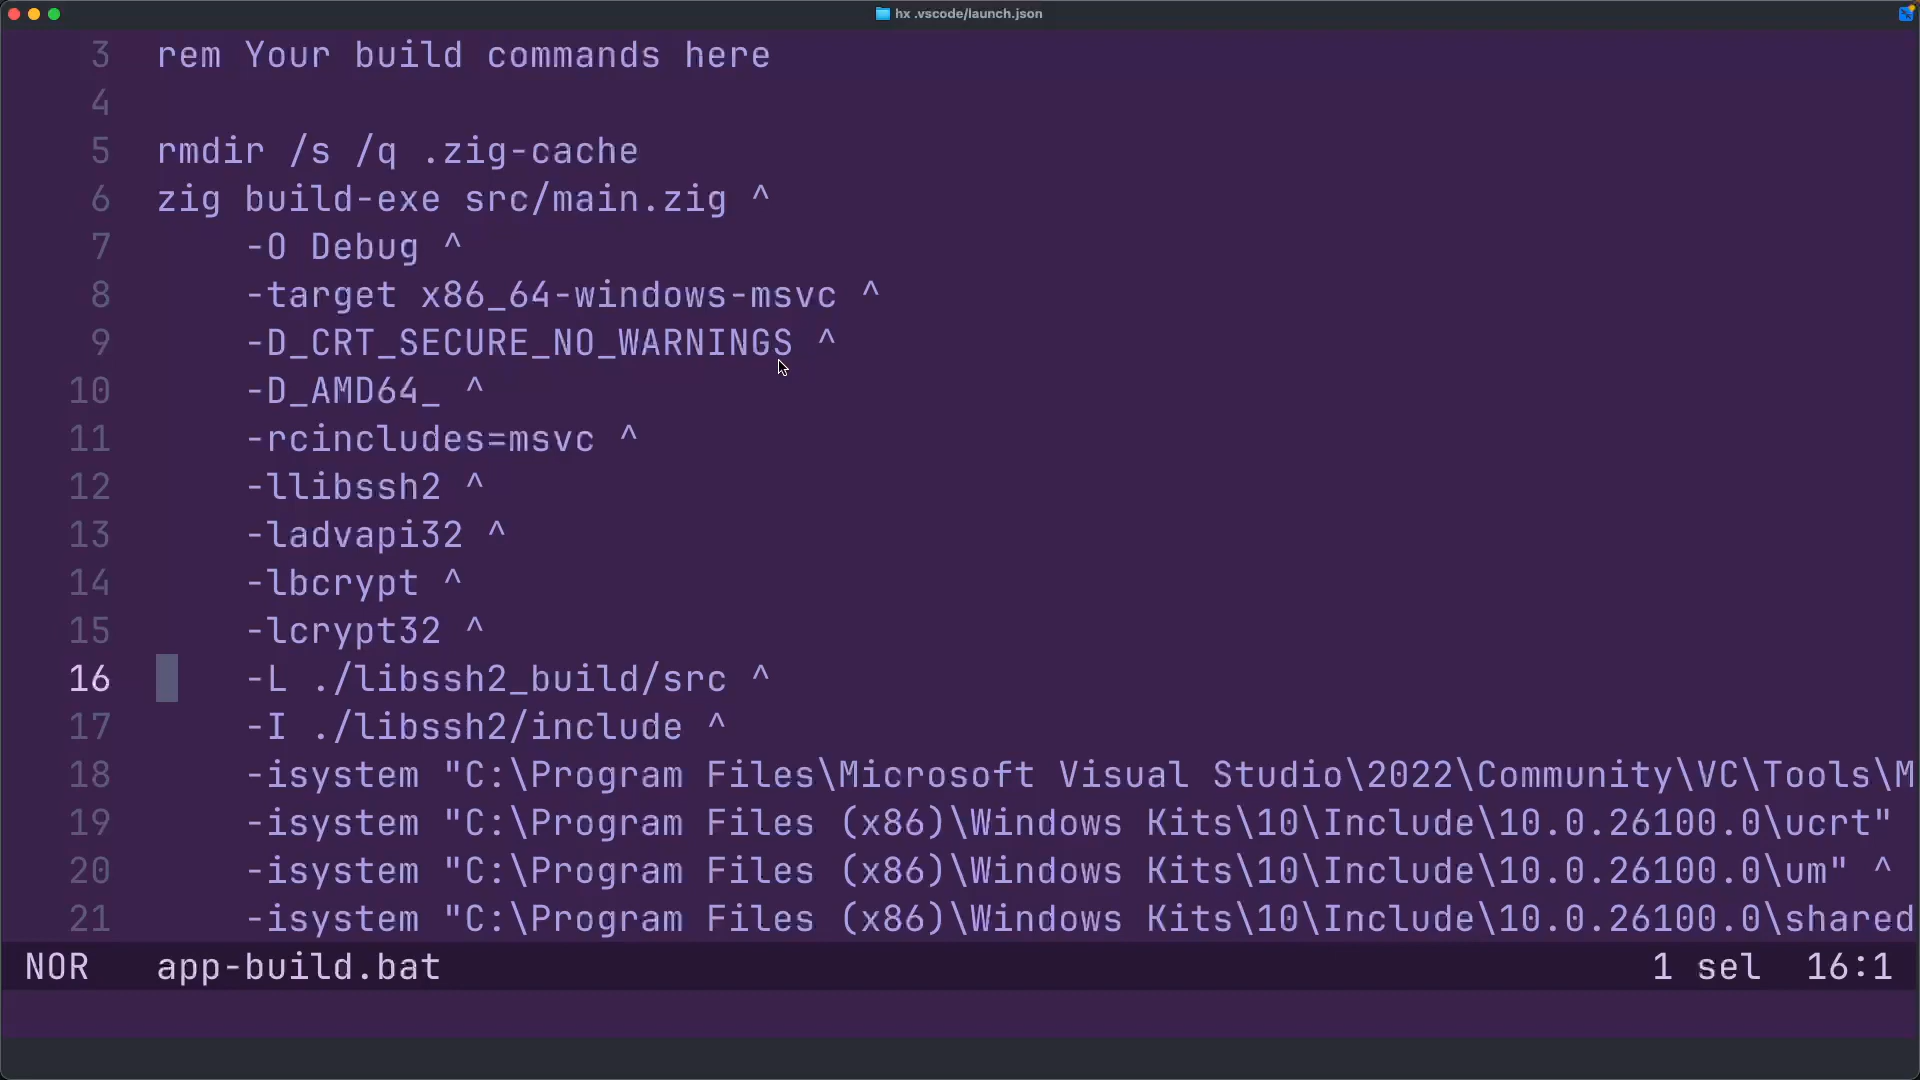 hx .vscode/launch.json
3 rem Your build commands here
4
5 rmdir /s /q .zig-cache
6 zig build-exe src/main.zig ^
7 -O Debug ^
8 -target x86_64-windows-msvc ^
9 -D_CRT_SECURE_NO_WARNINGS ^
10 -D_AMD64_ ^
11 -rcincludes=msvc ^
12 -llibssh2 ^
13 -ladvapi32 ^
14 -lbcrypt ^
15 -lcrypt32 ^
16 -L ./libssh2_build/src ^
17 -I ./libssh2/include ^
18 -isystem "C:\Program Files\Microsoft Visual Studio\2022\Community\VC\Tools\M
19 -isystem "C:\Program Files (x86)\Windows Kits\10\Include\10.0.26100.0\ucrt"
20 -isystem "C:\Program Files (x86)\Windows Kits\10\Include\10.0.26100.0\um" ^
21 -isystem "C:\Program Files (x86)\Windows Kits\10\Include\10.0.26100.0\shared
NOR app-build.bat 1 sel 16:1